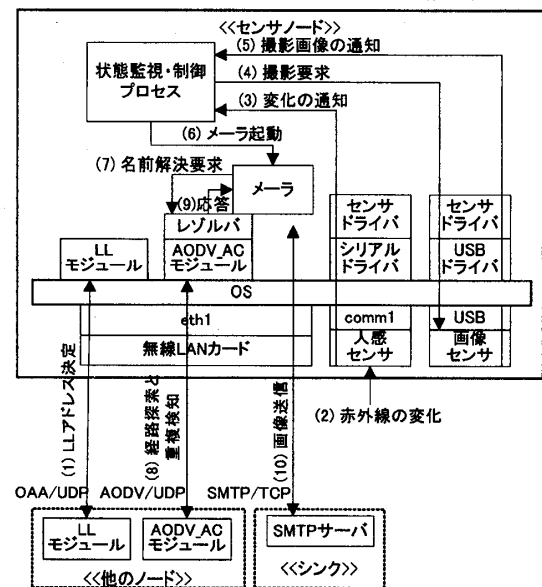 <<センサノード>>
(5) 撮影画像の通知
状態監視・制御
プロセス
(4) 撮影要求
(3) 変化の通知
(6) メーラ起動
(7) 名前解決要求
メーラ
(9)応答
レゾルバ
LL
モジュール
AODV_AC
モジュール
センサ
ドライバ
シリアル
ドライバ
センサ
ドライバ
USB
ドライバ
OS
eth1
無線LANカード
comm1
人感
センサ
USB
画像
センサ
(1) LLアドレス決定
(8) 経路探索と
重複検知
(10) 画像送信
(2) 赤外線の変化
OAA/UDP
AODV/UDP
SMTP/TCP
LL
モジュール
AODV_AC
モジュール
<<他のノード>>
SMTPサーバ
<<シンク>>